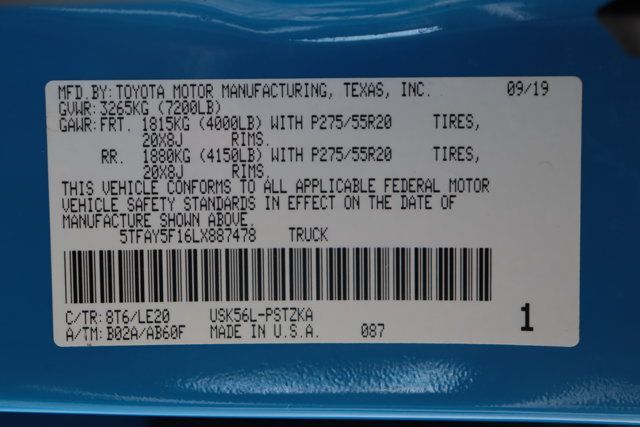 MFD.BY:TOYOTA MOTOR MANUFACTURING, TEXAS, INC. 09/19
GVWR:3265KG (7200LB)
GAWR:FRT. 1815KG (4000LB) WITH P275/55R20 TIRES,
20X8J RIMS.
RR. 1880KG (4150LB) WITH P275/55R20 TIRES,
20X8J RIMS.
THIS VEHICLE CONFORMS TO ALL APPLICABLE FEDERAL MOTOR
VEHICLE SAFETY STANDARDS IN EFFECT ON THE DATE OF
MANUFACTURE SHOWN ABOVE.
5TFAY5F16LX887478 TRUCK
C/TR:8T6/LE20 USK56L-PSTZKA
A/TM:B02A/AB60F MADE IN U.S.A. 087 1